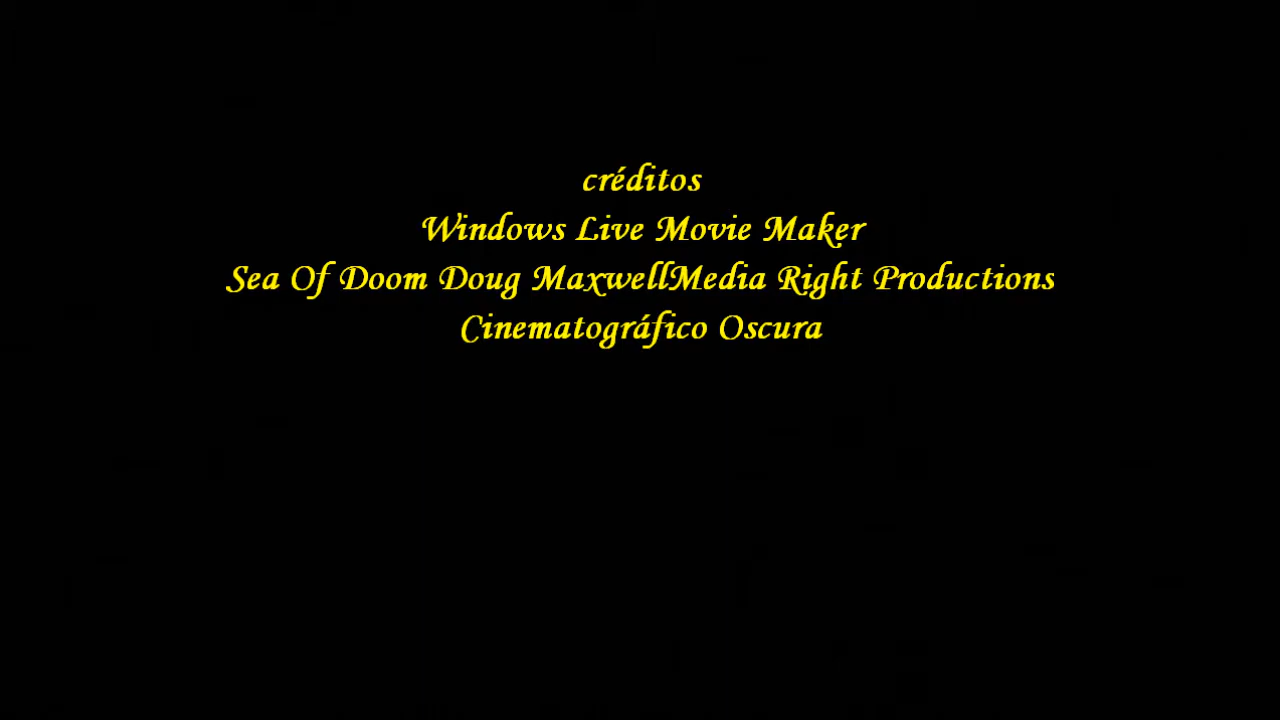 créditos
Windows Live Movie Maker
Sea Of Doom Doug MaxwellMedia Right Productions
Cinematográfico Oscura